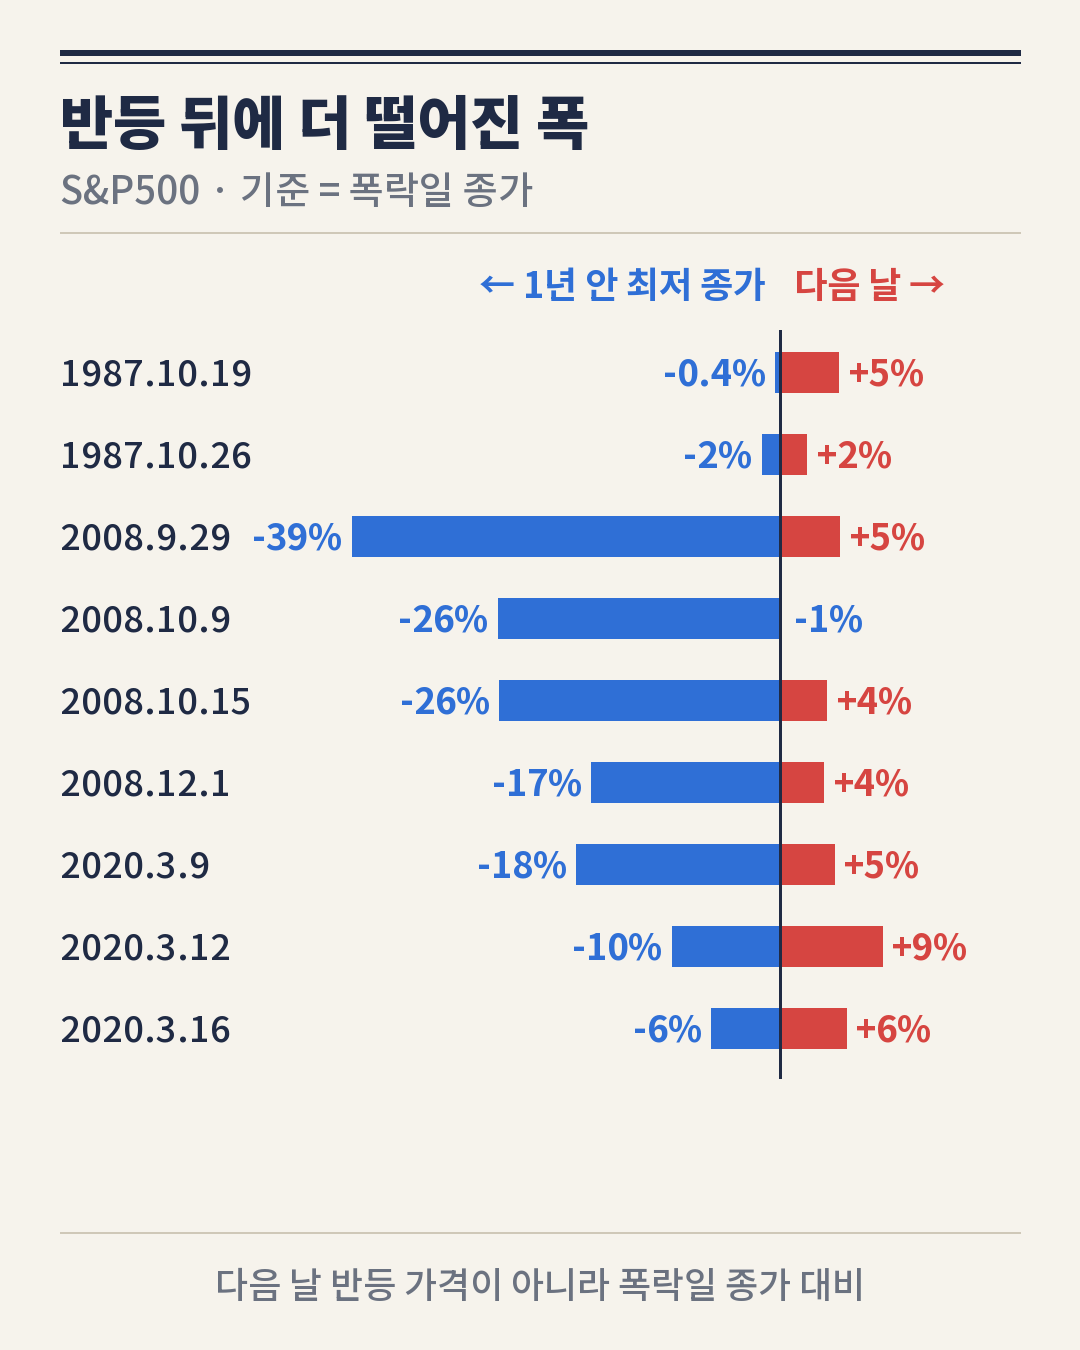 반등 뒤에 더 떨어진 폭
S&P500 · 기준 = 폭락일 종가
← 1년 안 최저 종가 다음 날 →
1987.10.19 -0.4% +5%
1987.10.26 -2% +2%
2008.9.29 -39% +5%
2008.10.9 -26% -1%
2008.10.15 -26% +4%
2008.12.1 -17% +4%
2020.3.9 -18% +5%
2020.3.12 -10% +9%
2020.3.16 -6% +6%
다음 날 반등 가격이 아니라 폭락일 종가 대비